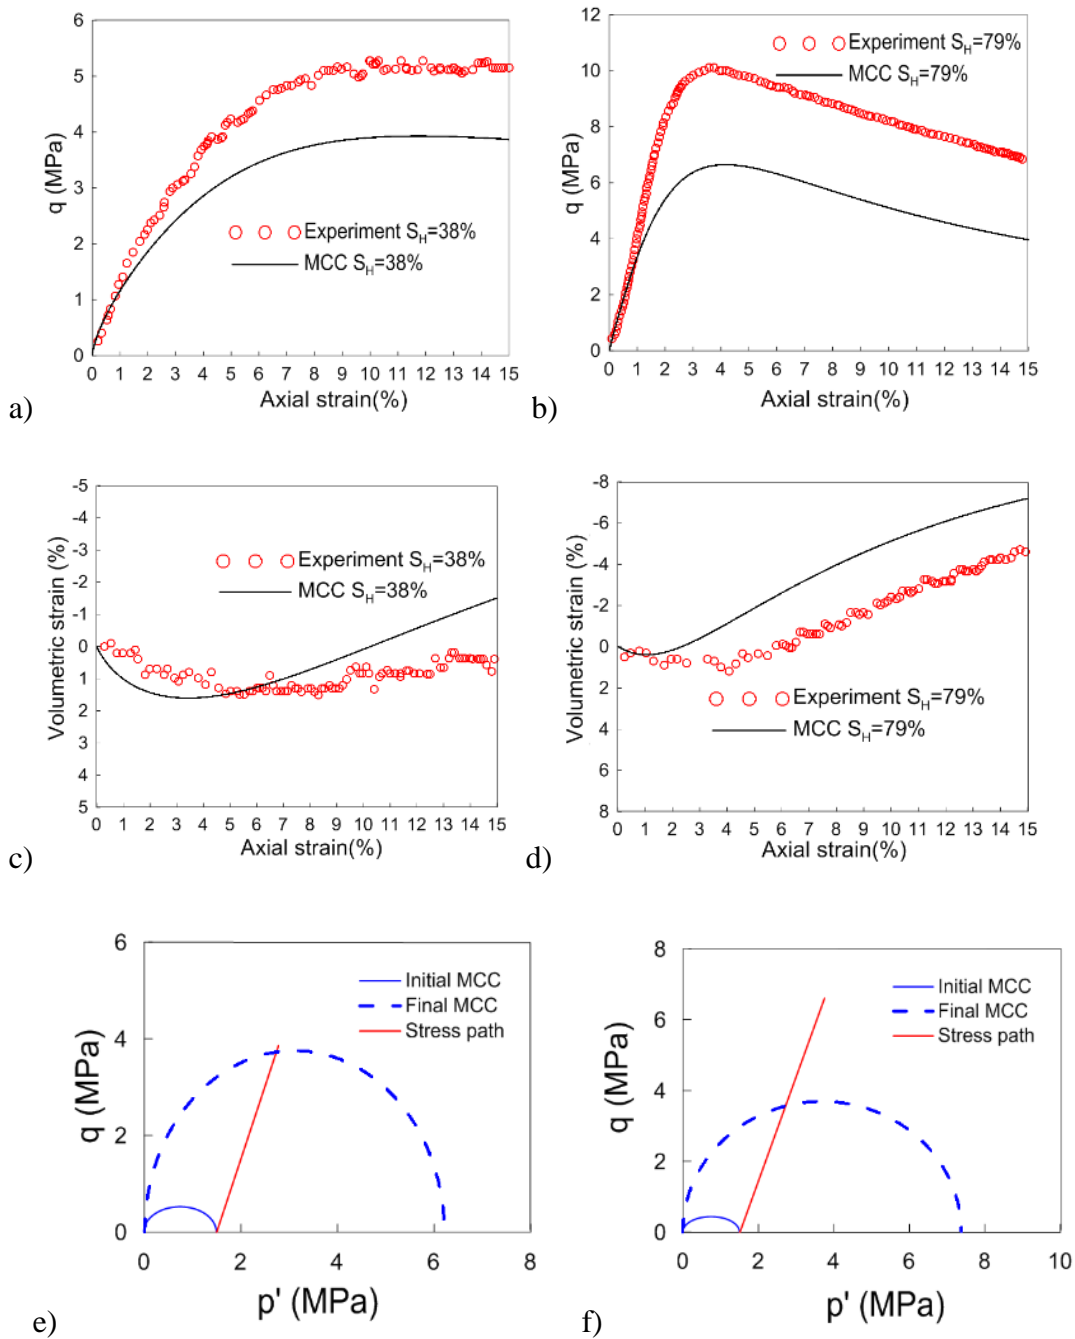 6
5
4
3
2
1
0
q (MPa)
Experiment S_H=38%
MCC S_H=38%
0 1 2 3 4 5 6 7 8 9 10 11 12 13 14 15
Axial strain(%)
a)
12
10
8
6
4
2
0
q (MPa)
Experiment S_H=79%
MCC S_H=79%
0 1 2 3 4 5 6 7 8 9 10 11 12 13 14 15
Axial strain(%)
b)
-5
-4
-3
-2
-1
0
1
2
3
4
5
Volumetric strain (%)
Experiment S_H=38%
MCC S_H=38%
0 1 2 3 4 5 6 7 8 9 10 11 12 13 14 15
Axial strain(%)
c)
-8
-6
-4
-2
0
2
4
6
8
Volumetric strain (%)
Experiment S_H=79%
MCC S_H=79%
0 1 2 3 4 5 6 7 8 9 10 11 12 13 14 15
Axial strain(%)
d)
6
4
2
0
q (MPa)
Initial MCC
Final MCC
Stress path
0 2 4 6 8
p' (MPa)
e)
8
6
4
2
0
q (MPa)
Initial MCC
Final MCC
Stress path
0 2 4 6 8 10
p' (MPa)
f)